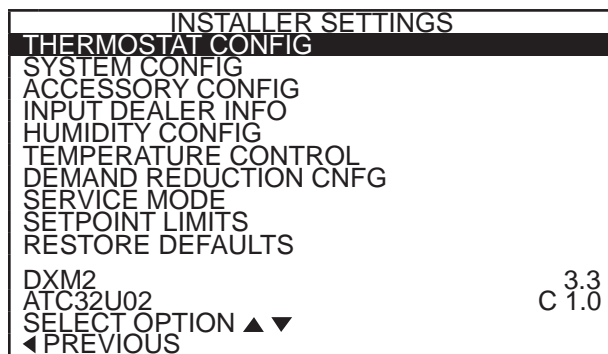 INSTALLER SETTINGS
THERMOSTAT CONFIG
SYSTEM CONFIG
ACCESSORY CONFIG
INPUT DEALER INFO
HUMIDITY CONFIG
TEMPERATURE CONTROL
DEMAND REDUCTION CNFG
SERVICE MODE
SETPOINT LIMITS
RESTORE DEFAULTS
DXM2 3.3
ATC32U02 C 1.0
SELECT OPTION ▲ ▼
◀ PREVIOUS